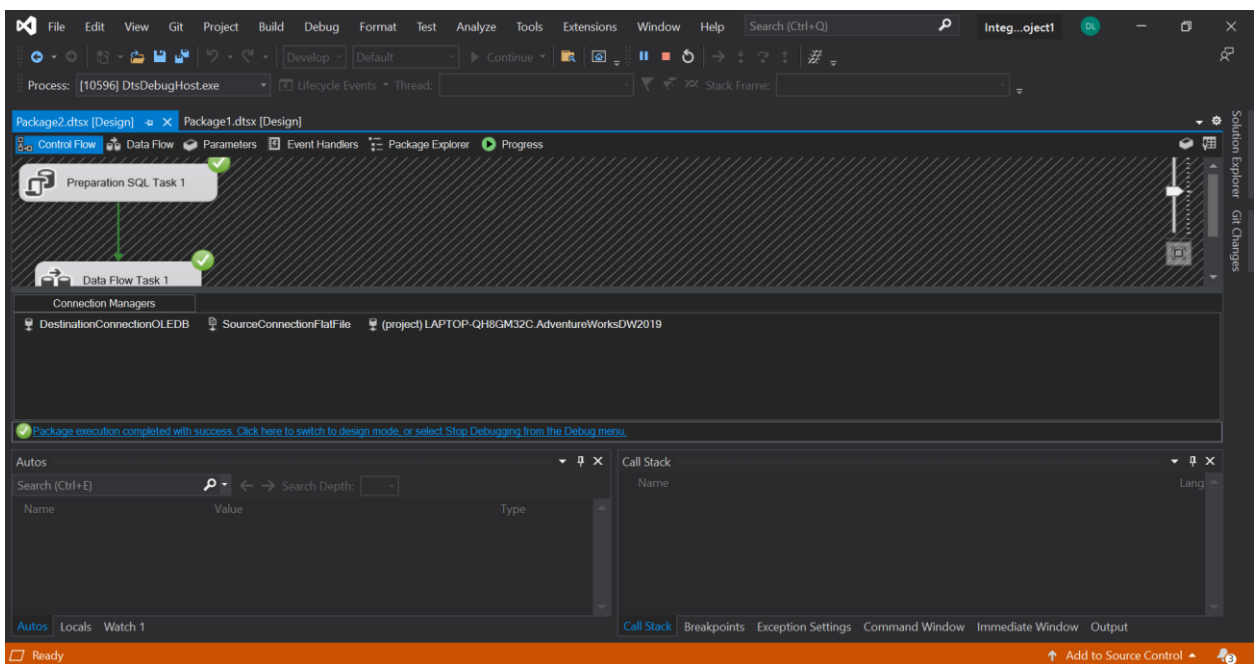 File Edit View Git Project Build Debug Format Test Analyze Tools Extensions Window Help Search (Ctrl+Q) Integ...oject1 DL
Develop Default Continue
Process: [10596] DtsDebugHost.exe Lifecycle Events Thread: Stack Frame:
Package2.dtsx [Design] Package1.dtsx [Design]
Control Flow Data Flow Parameters Event Handlers Package Explorer Progress
Solution Explorer
Git Changes
Preparation SQL Task 1
Data Flow Task 1
Connection Managers
DestinationConnectionOLEDB SourceConnectionFlatFile (project) LAPTOP-QH8GM32C.AdventureWorksDW2019
Package execution completed with success. Click here to switch to design mode, or select Stop Debugging from the Debug menu.
Autos
Search (Ctrl+E) Search Depth:
Name Value Type
Autos Locals Watch 1
Call Stack
Name Lang
Call Stack Breakpoints Exception Settings Command Window Immediate Window Output
Ready Add to Source Control 3